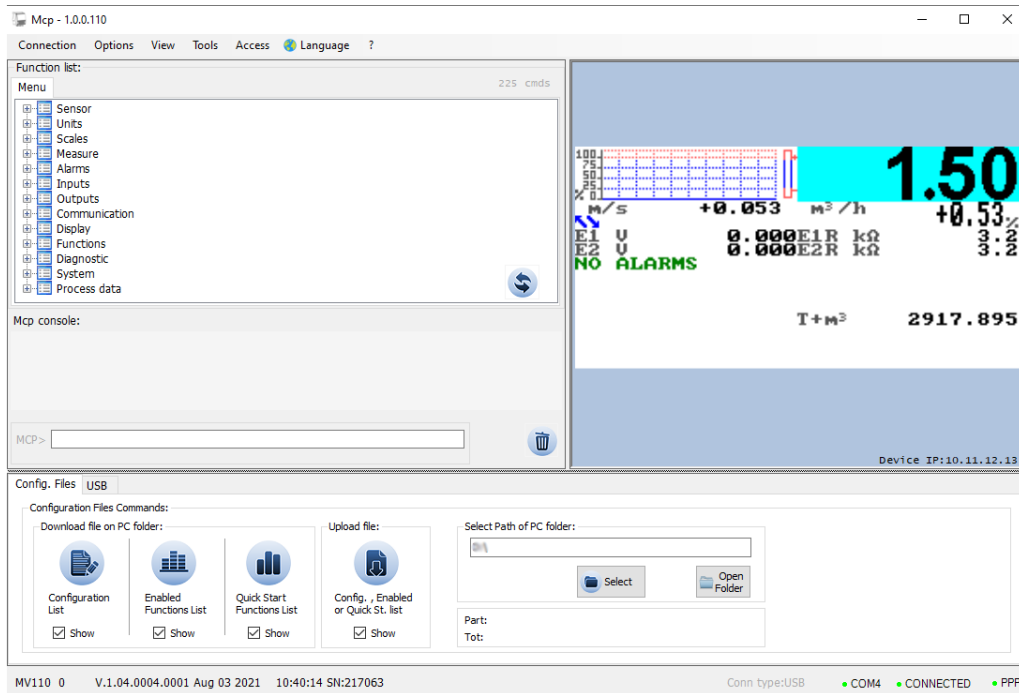 Mcp - 1.0.0.110
Connection Options View Tools Access Language ?
Function list:
Menu
225 cmds
Sensor
Units
Scales
Measure
Alarms
Inputs
Outputs
Communication
Display
Functions
Diagnostic
System
Process data
Mcp console:
MCP>
100
75
50
25
% 0
1.50
m/s +0.053 m³/h +0.53%
E1 V 0.000 E1R kΩ 3.2
E2 V 0.000 E2R kΩ 3.2
NO ALARMS
T+m³ 2917.895
Device IP:10.11.12.13
Config. Files USB
Configuration Files Commands:
Download file on PC folder:
Configuration
List
Show
Enabled
Functions List
Show
Quick Start
Functions List
Show
Upload file:
Config. , Enabled
or Quick St. list
Show
Select Path of PC folder:
D:\
Select
Open
Folder
Part:
Tot:
MV110 0 V.1.04.0004.0001 Aug 03 2021 10:40:14 SN:217063 Conn type:USB COM4 CONNECTED PPP